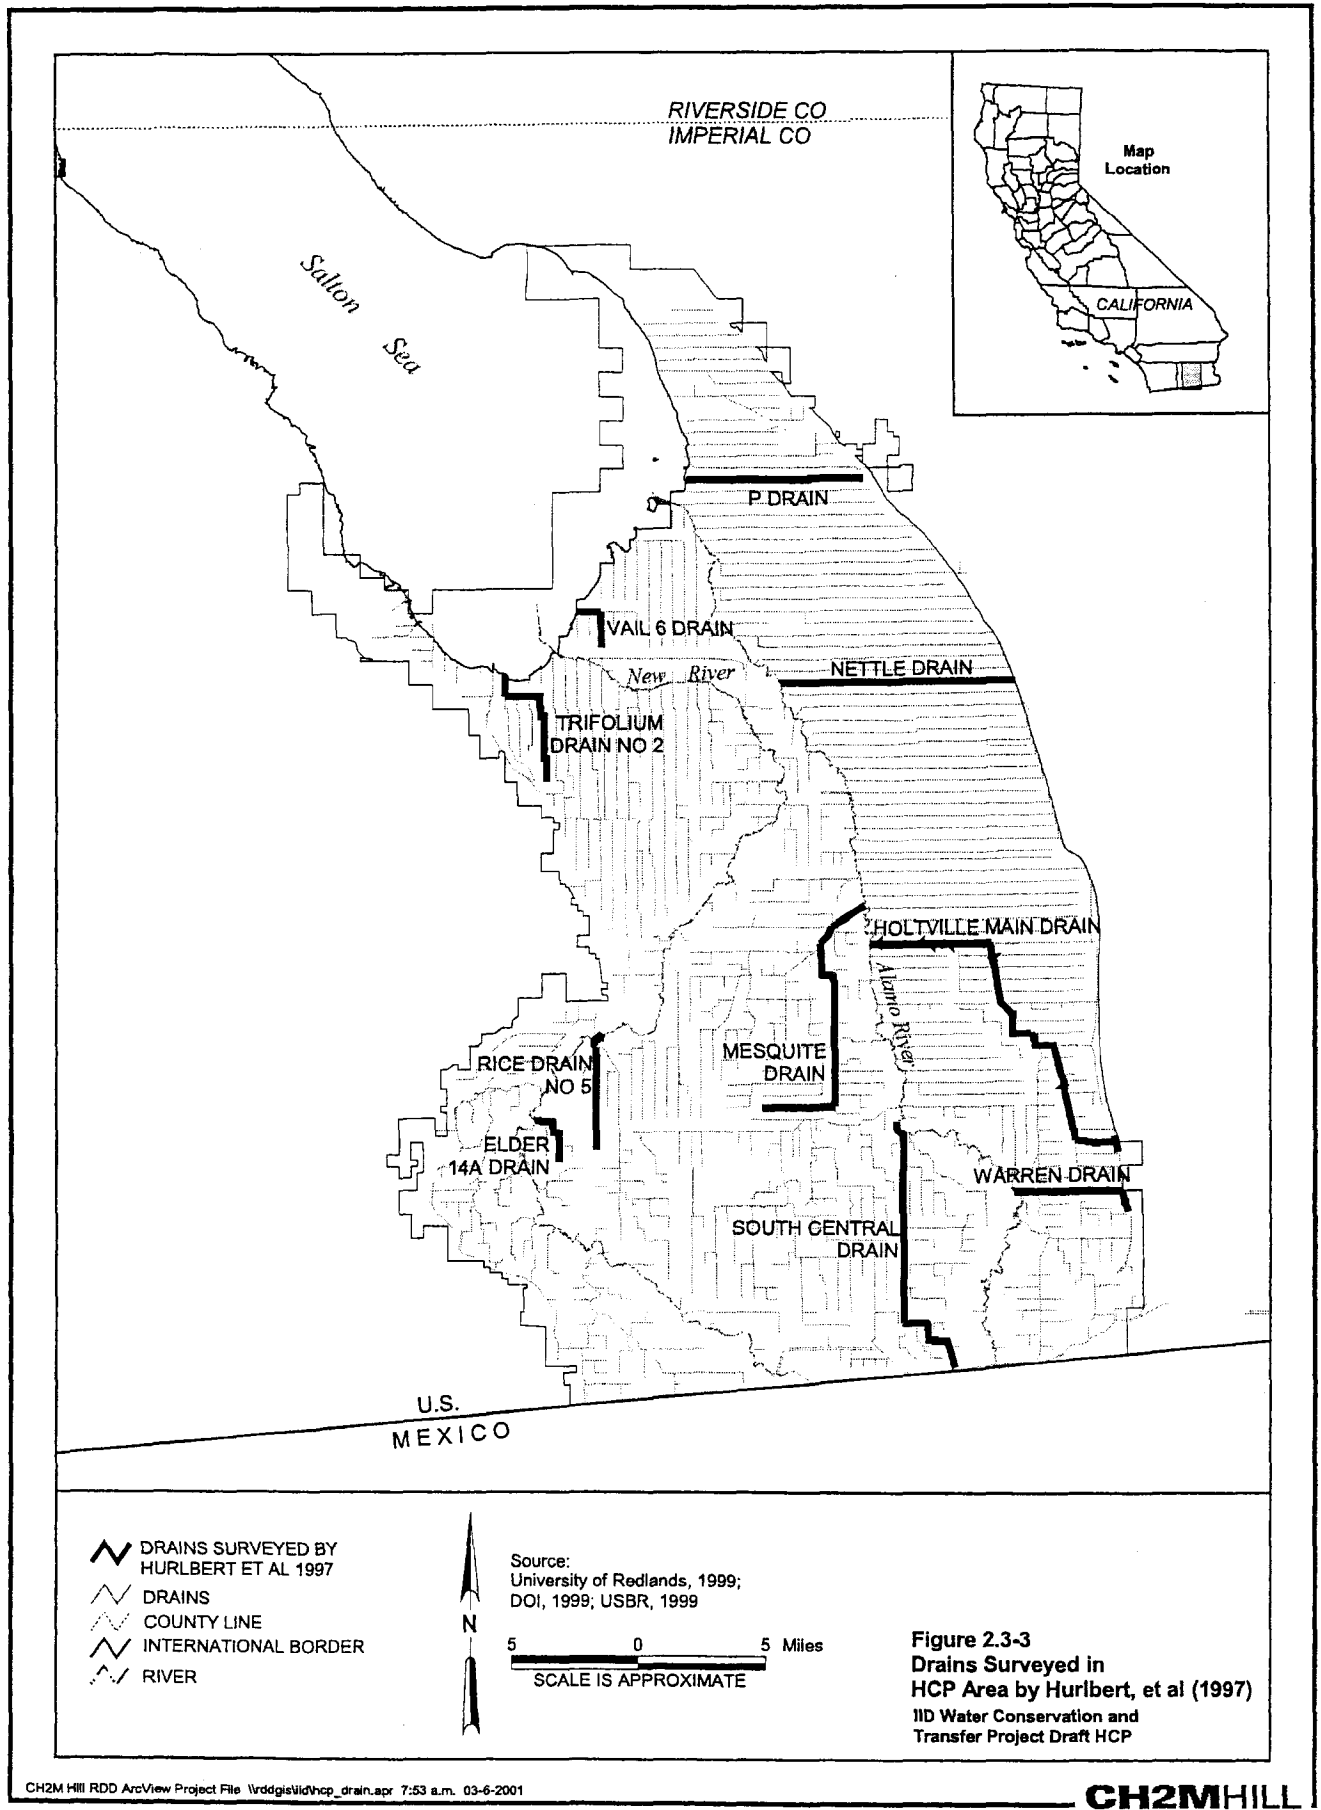 RIVERSIDE CO
IMPERIAL CO
Map
Location
CALIFORNIA
Salton
Sea
P DRAIN
VAIL 6 DRAIN
New River
NETTLE DRAIN
TRIFOLIUM
DRAIN NO 2
HOLTVILLE MAIN DRAIN
Alamo River
MESQUITE
DRAIN
RICE DRAIN
NO 5
ELDER
14A DRAIN
WARREN DRAIN
SOUTH CENTRAL
DRAIN
U.S.
MEXICO
DRAINS SURVEYED BY
HURLBERT ET AL 1997
DRAINS
COUNTY LINE
INTERNATIONAL BORDER
RIVER
N
Source:
University of Redlands, 1999;
DOI, 1999; USBR, 1999
5 0 5 Miles
SCALE IS APPROXIMATE
Figure 2.3-3
Drains Surveyed in
HCP Area by Hurlbert, et al (1997)
IID Water Conservation and
Transfer Project Draft HCP
CH2M Hill RDD ArcView Project File \\rddgis\iid\hcp_drain.apr 7:53 a.m. 03-6-2001
CH2MHILL